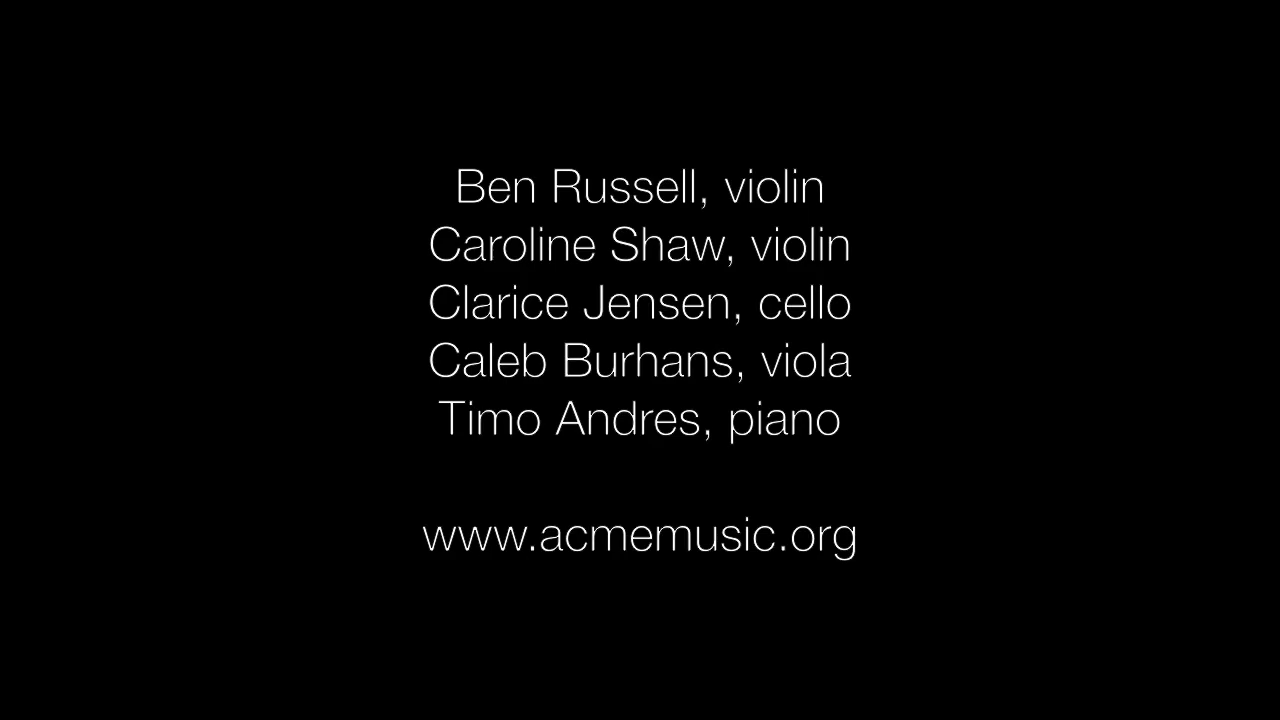 Ben Russell, violin
Caroline Shaw, violin
Clarice Jensen, cello
Caleb Burhans, viola
Timo Andres, piano
www.acmemusic.org